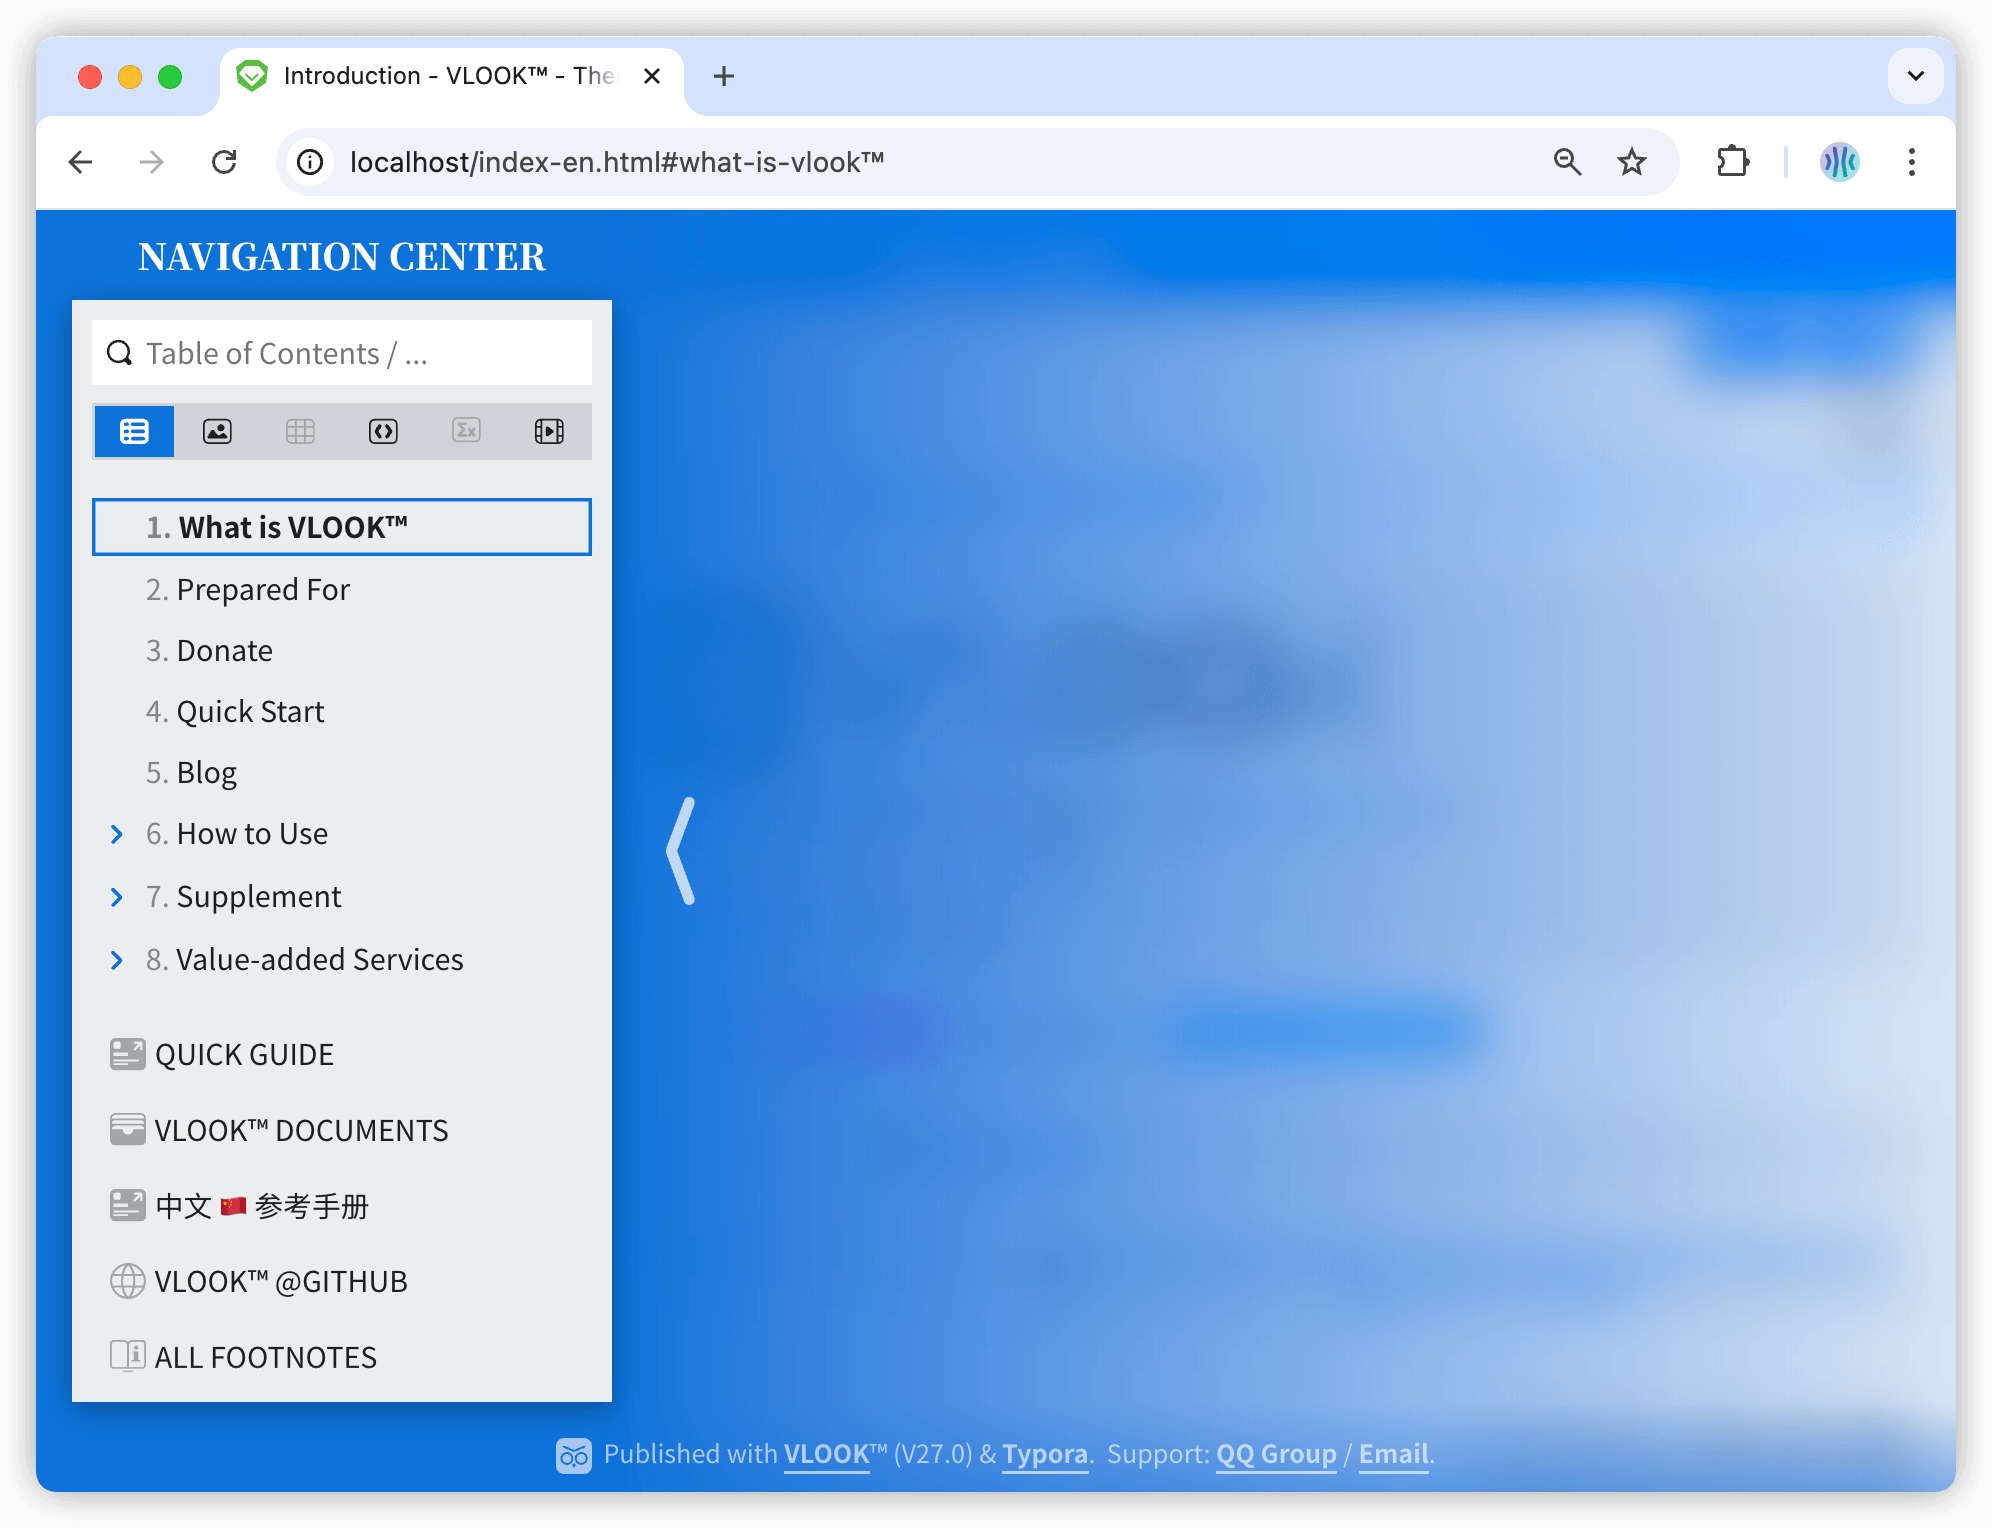 Introduction - VLOOK™ - The
localhost/index-en.html#what-is-vlook™
NAVIGATION CENTER
Table of Contents / ...
1. What is VLOOK™
2. Prepared For
3. Donate
4. Quick Start
5. Blog
6. How to Use
7. Supplement
8. Value-added Services
QUICK GUIDE
VLOOK™ DOCUMENTS
中文 🇨🇳 参考手册
VLOOK™ @GITHUB
ALL FOOTNOTES
Published with VLOOK™ (V27.0) & Typora. Support: QQ Group / Email.